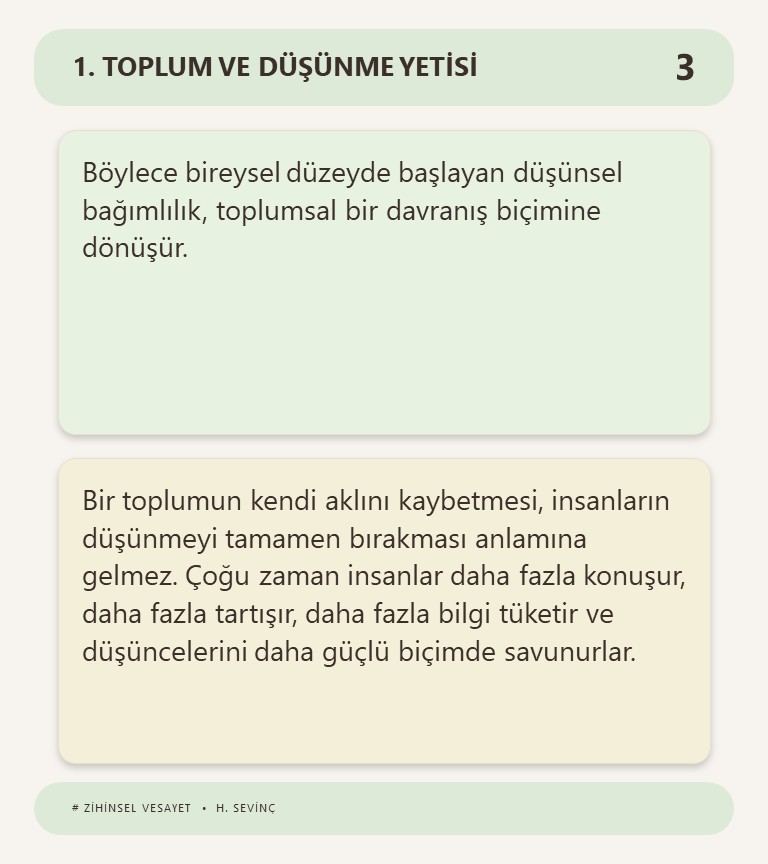 1. TOPLUM VE DÜŞÜNME YETİSİ
3
Böylece bireysel düzeyde başlayan düşünsel
bağımlılık, toplumsal bir davranış biçimine
dönüşür.
Bir toplumun kendi aklını kaybetmesi, insanların
düşünmeyi tamamen bırakması anlamına
gelmez. Çoğu zaman insanlar daha fazla konuşur,
daha fazla tartışır, daha fazla bilgi tüketir ve
düşüncelerini daha güçlü biçimde savunurlar.
# ZİHİNSEL VESAYET • H. SEVİNÇ